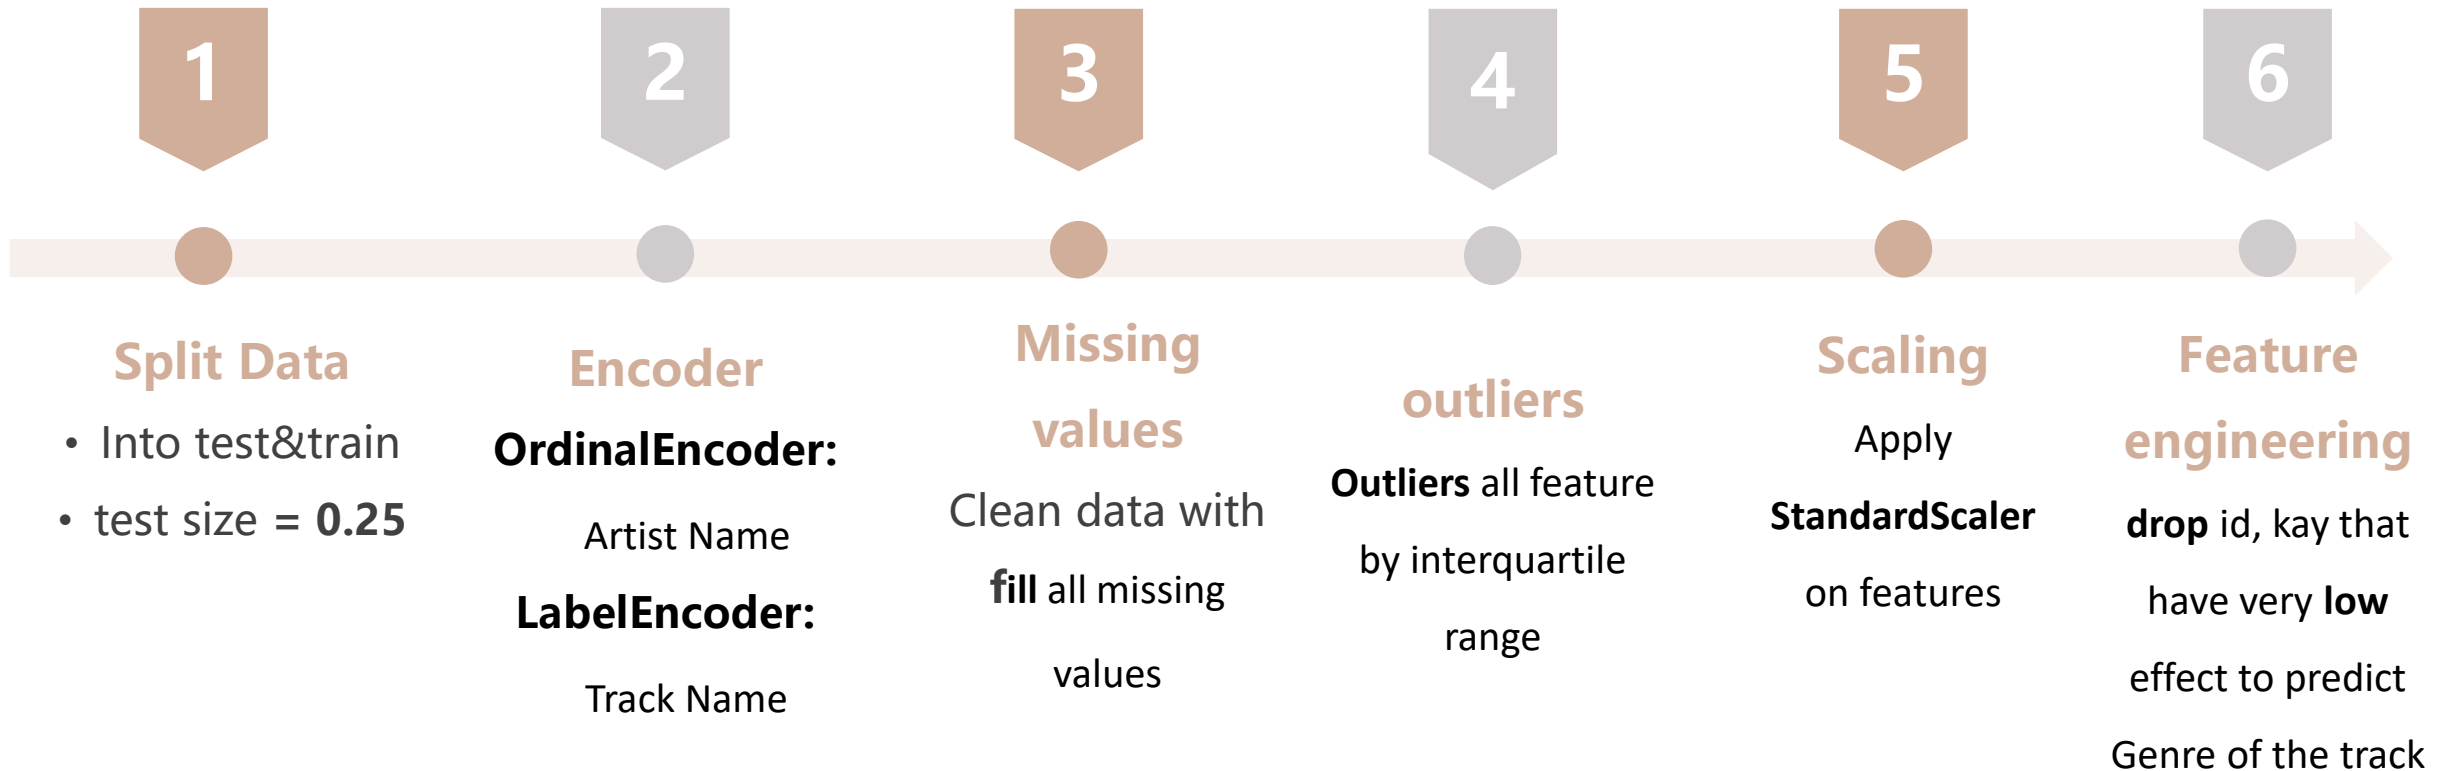 1
Split Data
• Into test&train
• test size = 0.25
2
Encoder
OrdinalEncoder:
Artist Name
LabelEncoder:
Track Name
3
Missing
values
Clean data with
fill all missing
values
4
outliers
Outliers all feature
by interquartile
range
5
Scaling
Apply
StandardScaler
on features
6
Feature
engineering
drop id, kay that
have very low
effect to predict
Genre of the track